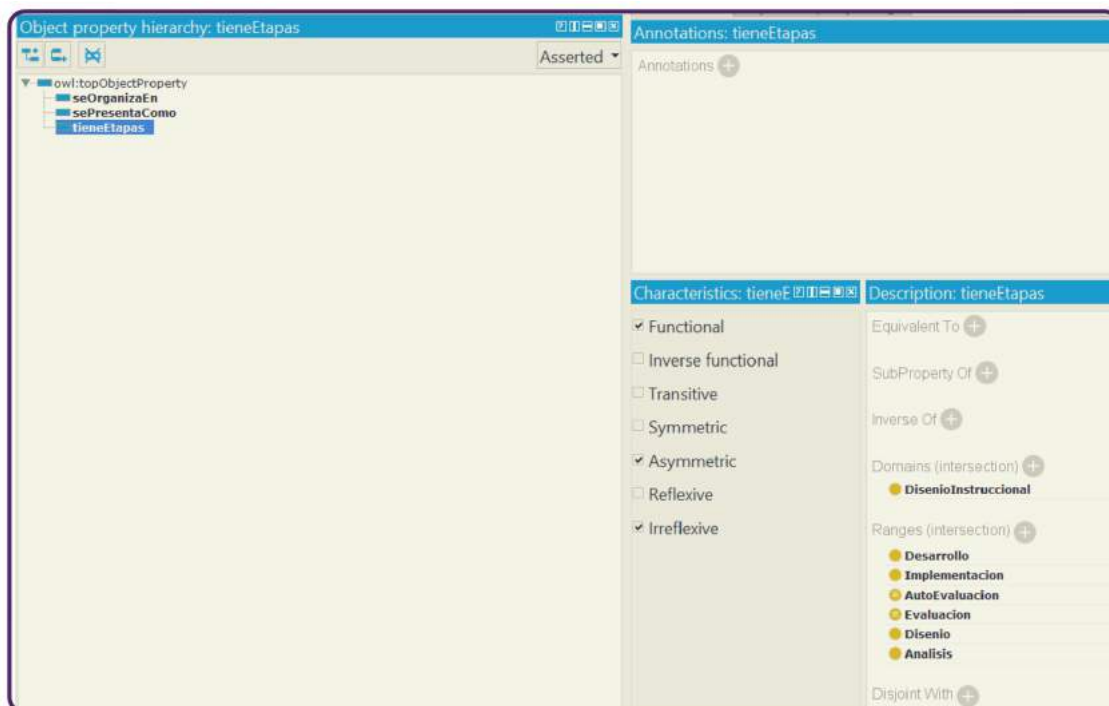 Object property hierarchy: tieneEtapas
Asserted
owl:topObjectProperty
seOrganizaEn
sePresentaComo
tieneEtapas
Annotations: tieneEtapas
Annotations
Characteristics: tieneE
Functional
Inverse functional
Transitive
Symmetric
Asymmetric
Reflexive
Irreflexive
Description: tieneEtapas
Equivalent To
SubProperty Of
Inverse Of
Domains (intersection)
DisenioInstruccional
Ranges (intersection)
Desarrollo
Implementacion
AutoEvaluacion
Evaluacion
Disenio
Analisis
Disjoint With